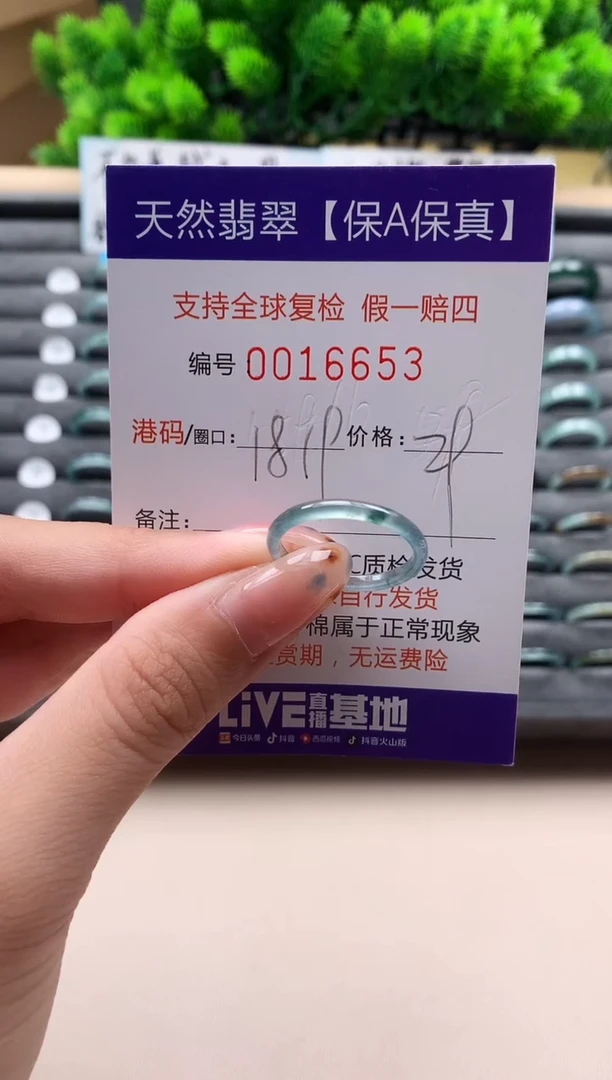 天然翡翠【保A保真】
支持全球复检 假一赔四
编号 0016653
港码/圈口: 18 价格:
备注:
C质检发货
自行发货
棉属于正常现象
赏期，无运费险
LiVE直播基地
今日头条 抖音 西瓜视频 抖音火山版